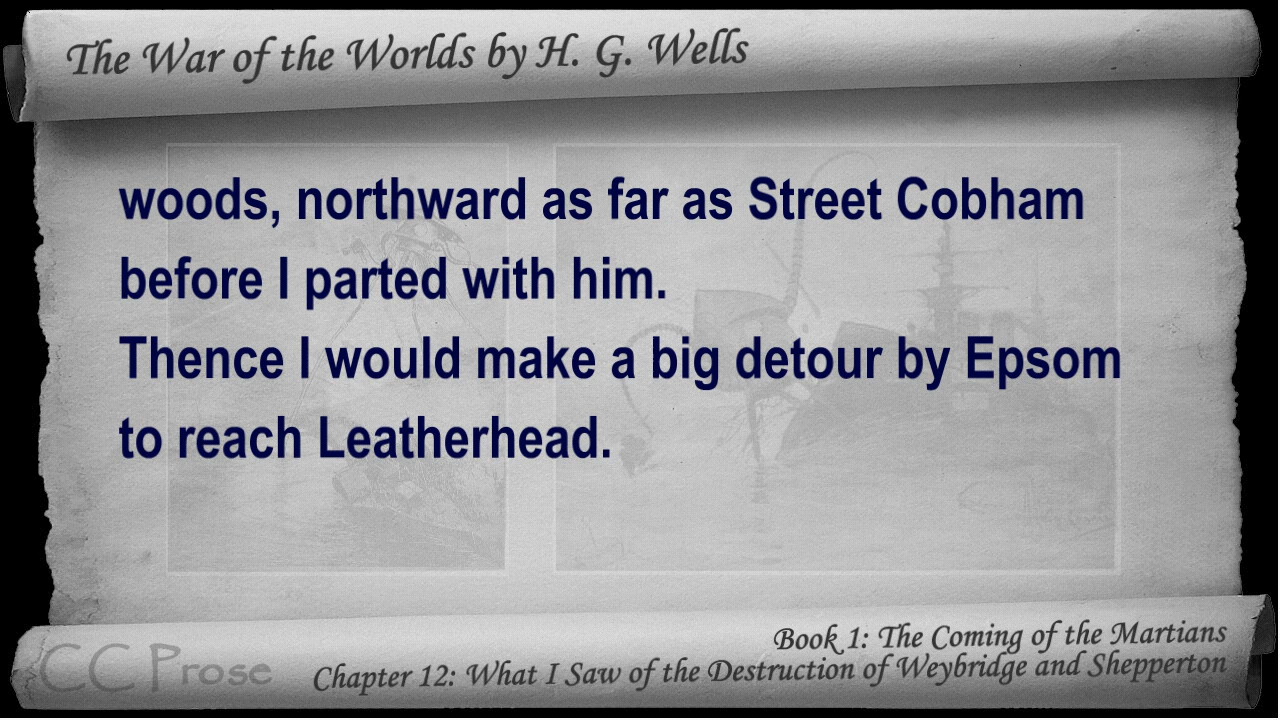 The War of the Worlds by H. G. Wells
woods, northward as far as Street Cobham
before I parted with him.
Thence I would make a big detour by Epsom
to reach Leatherhead.
Book 1: The Coming of the Martians
Chapter 12: What I Saw of the Destruction of Weybridge and Shepperton
CC Prose